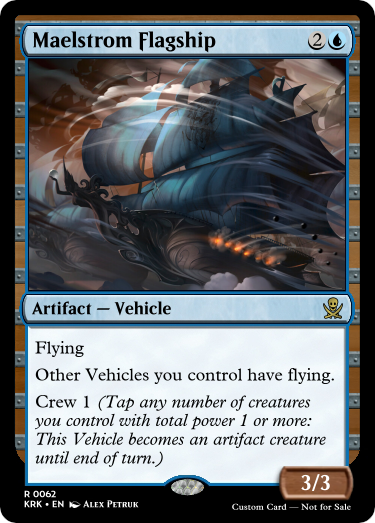 Maelstrom Flagship 2
Artifact — Vehicle
Flying
Other Vehicles you control have flying.
Crew 1 (Tap any number of creatures
you control with total power 1 or more:
This Vehicle becomes an artifact creature
until end of turn.)
3/3
R 0062
KRK • EN Alex Petruk
Custom Card — Not for Sale